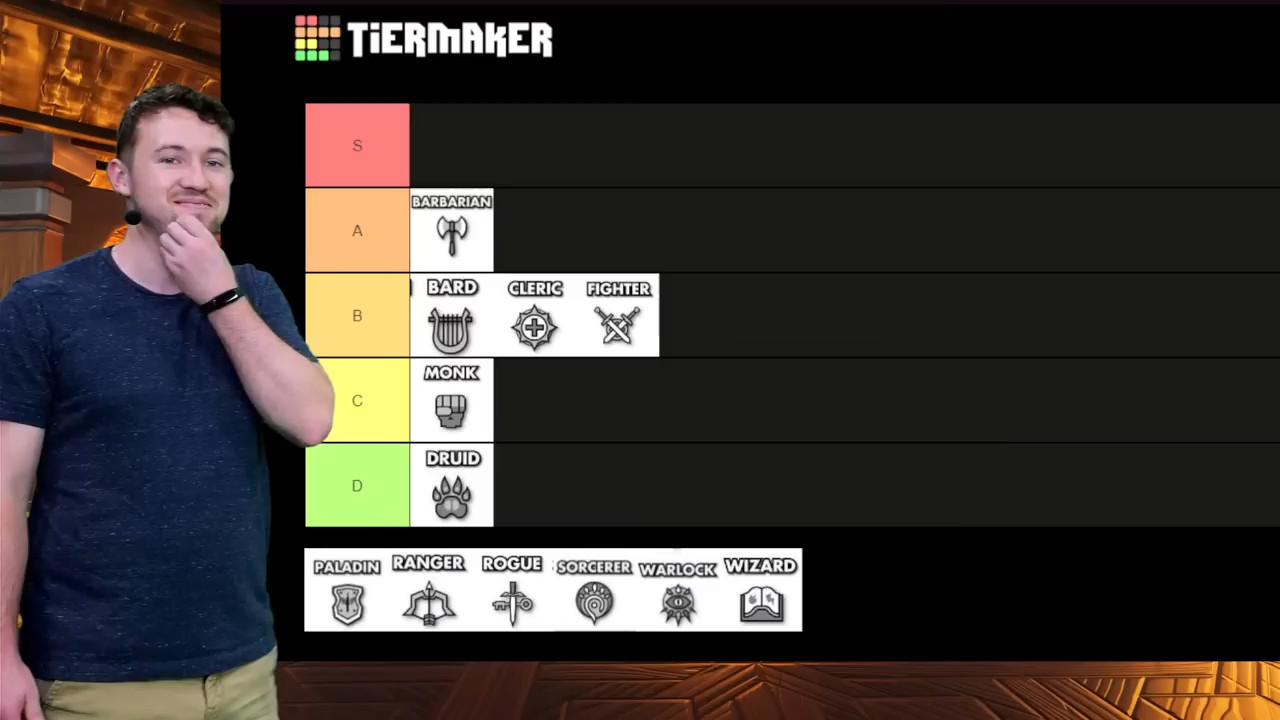 TiERMAKER
S
A
BARBARIAN
B
BARD CLERIC FIGHTER
C
MONK
D
DRUID
PALADIN RANGER ROGUE SORCERER WARLOCK WIZARD